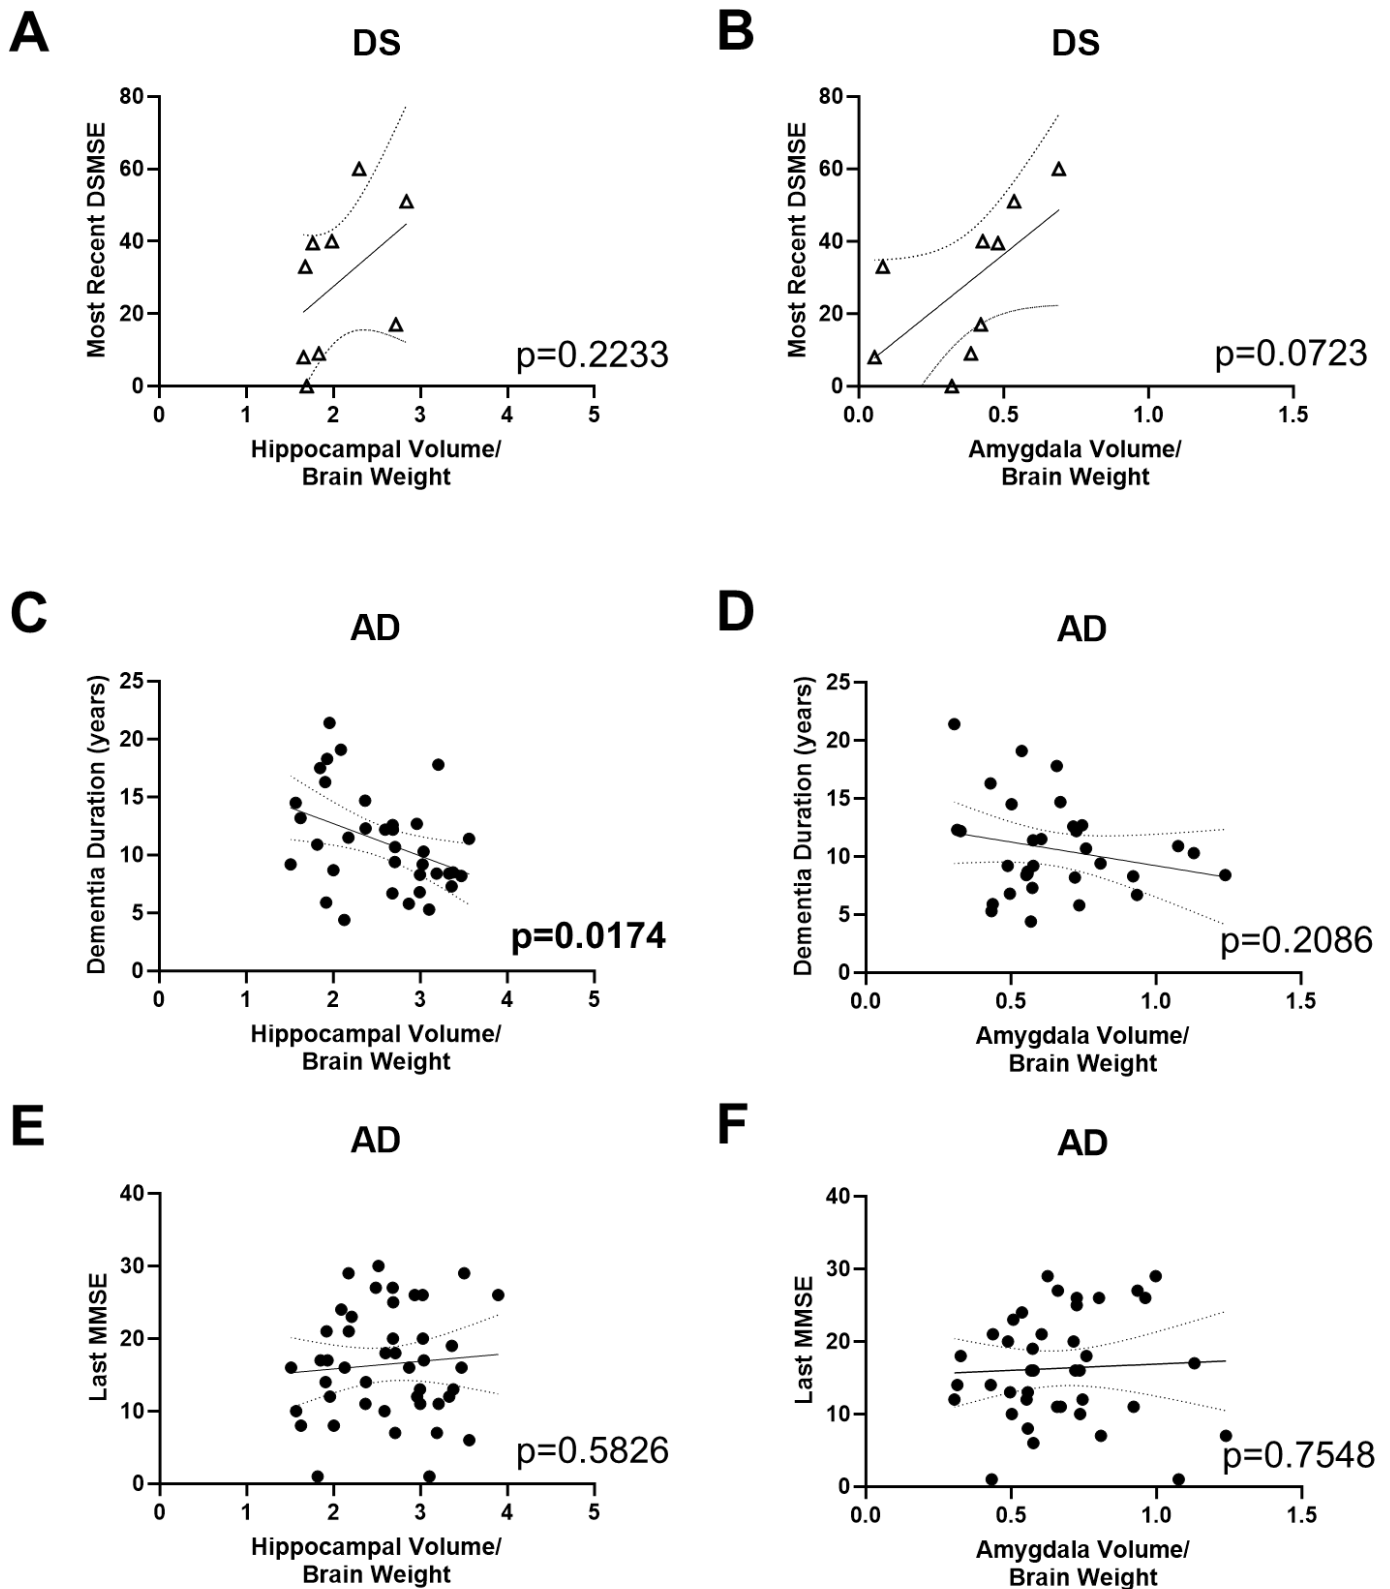 A
DS
Most Recent DSMSE
80
60
40
20
0
0 1 2 3 4 5
p=0.2233
Hippocampal Volume/
Brain Weight
B
DS
Most Recent DSMSE
80
60
40
20
0
0.0 0.5 1.0 1.5
p=0.0723
Amygdala Volume/
Brain Weight
C
AD
Dementia Duration (years)
25
20
15
10
5
0
0 1 2 3 4 5
p=0.0174
Hippocampal Volume/
Brain Weight
D
AD
Dementia Duration (years)
25
20
15
10
5
0
0.0 0.5 1.0 1.5
p=0.2086
Amygdala Volume/
Brain Weight
E
AD
Last MMSE
40
30
20
10
0
0 1 2 3 4 5
p=0.5826
Hippocampal Volume/
Brain Weight
F
AD
Last MMSE
40
30
20
10
0
0.0 0.5 1.0 1.5
p=0.7548
Amygdala Volume/
Brain Weight